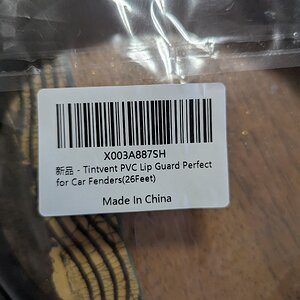 X003A887SH
新品 - Tintvent PVC Lip Guard Perfect
for Car Fenders(26Feet)
Made In China